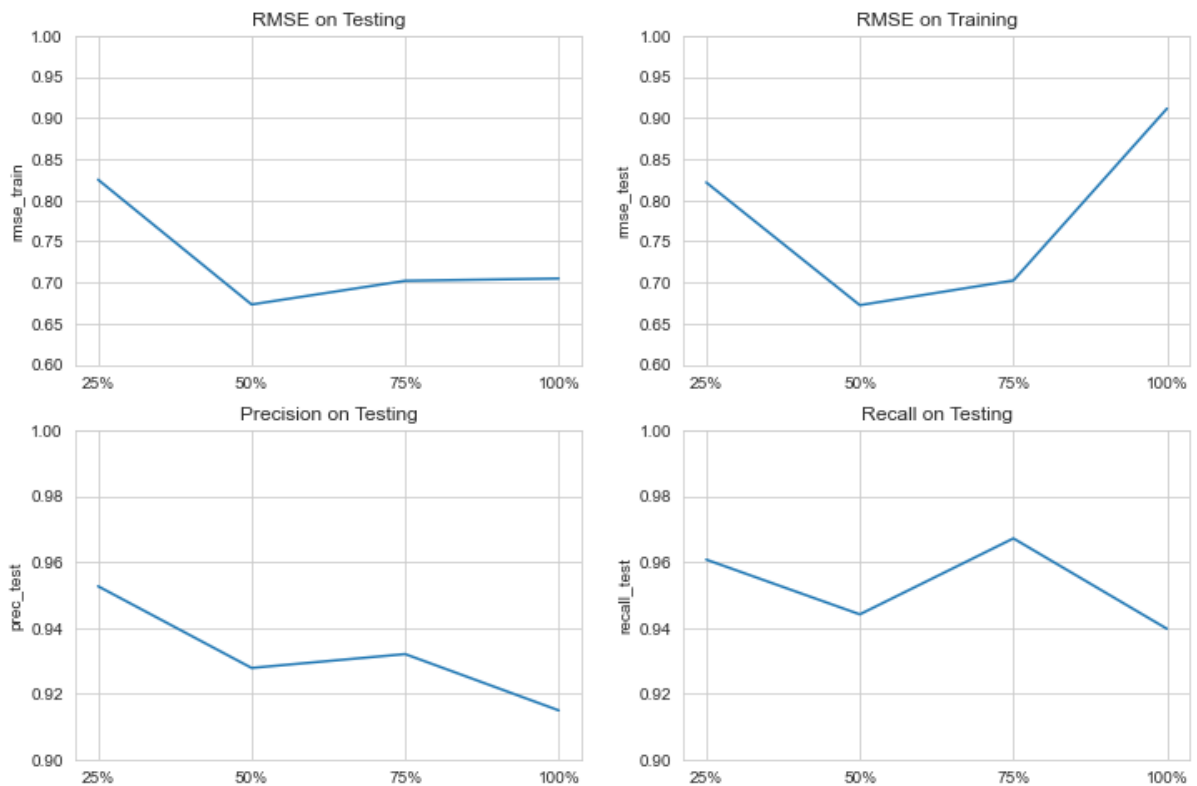 RMSE on Testing
1.00
0.95
0.90
0.85
0.80
0.75
0.70
0.65
0.60
rmse_train
25% 50% 75% 100%
RMSE on Training
1.00
0.95
0.90
0.85
0.80
0.75
0.70
0.65
0.60
rmse_test
25% 50% 75% 100%
Precision on Testing
1.00
0.98
0.96
0.94
0.92
0.90
prec_test
25% 50% 75% 100%
Recall on Testing
1.00
0.98
0.96
0.94
0.92
0.90
recall_test
25% 50% 75% 100%